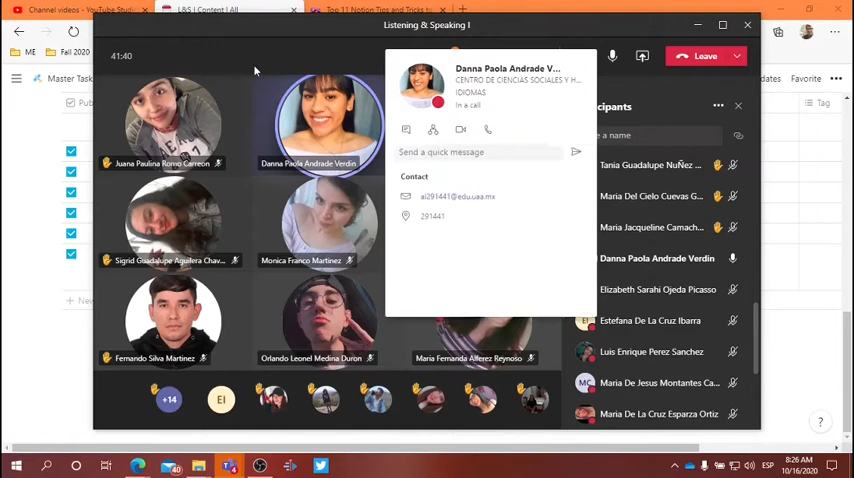 Channel videos - YouTube Studio
L&S I Content I All
Top 11 Notion Tips and Tricks to
ME
Fall 2020
Master Task
Favorite
Listening & Speaking I
41:40
Leave
Danna Paola Andrade V...
CENTRO DE CIENCIAS SOCIALES Y H...
IDIOMAS
In a call
Send a quick message
Contact
ai291441@edu.uaa.mx
291441
Juana Paulina Romo Carreon
Danna Paola Andrade Verdin
Sigrid Guadalupe Aguilera Chav...
Monica Franco Martinez
Fernando Silva Martinez
Orlando Leonel Medina Duron
Maria Fernanda Alferez Reynoso
+14
EI
icipants
e a name
Tania Guadalupe NuÑez ...
Maria Del Cielo Cuevas G...
Maria Jacqueline Camach...
Danna Paola Andrade Verdin
Elizabeth Sarahi Ojeda Picasso
EI
Estefana De La Cruz Ibarra
Luis Enrique Perez Sanchez
MC
Maria De Jesus Montantes Ca...
Maria De La Cruz Esparza Ortiz
Pub
Tag
New
?
40
4
ESP
8:26 AM
10/16/2020